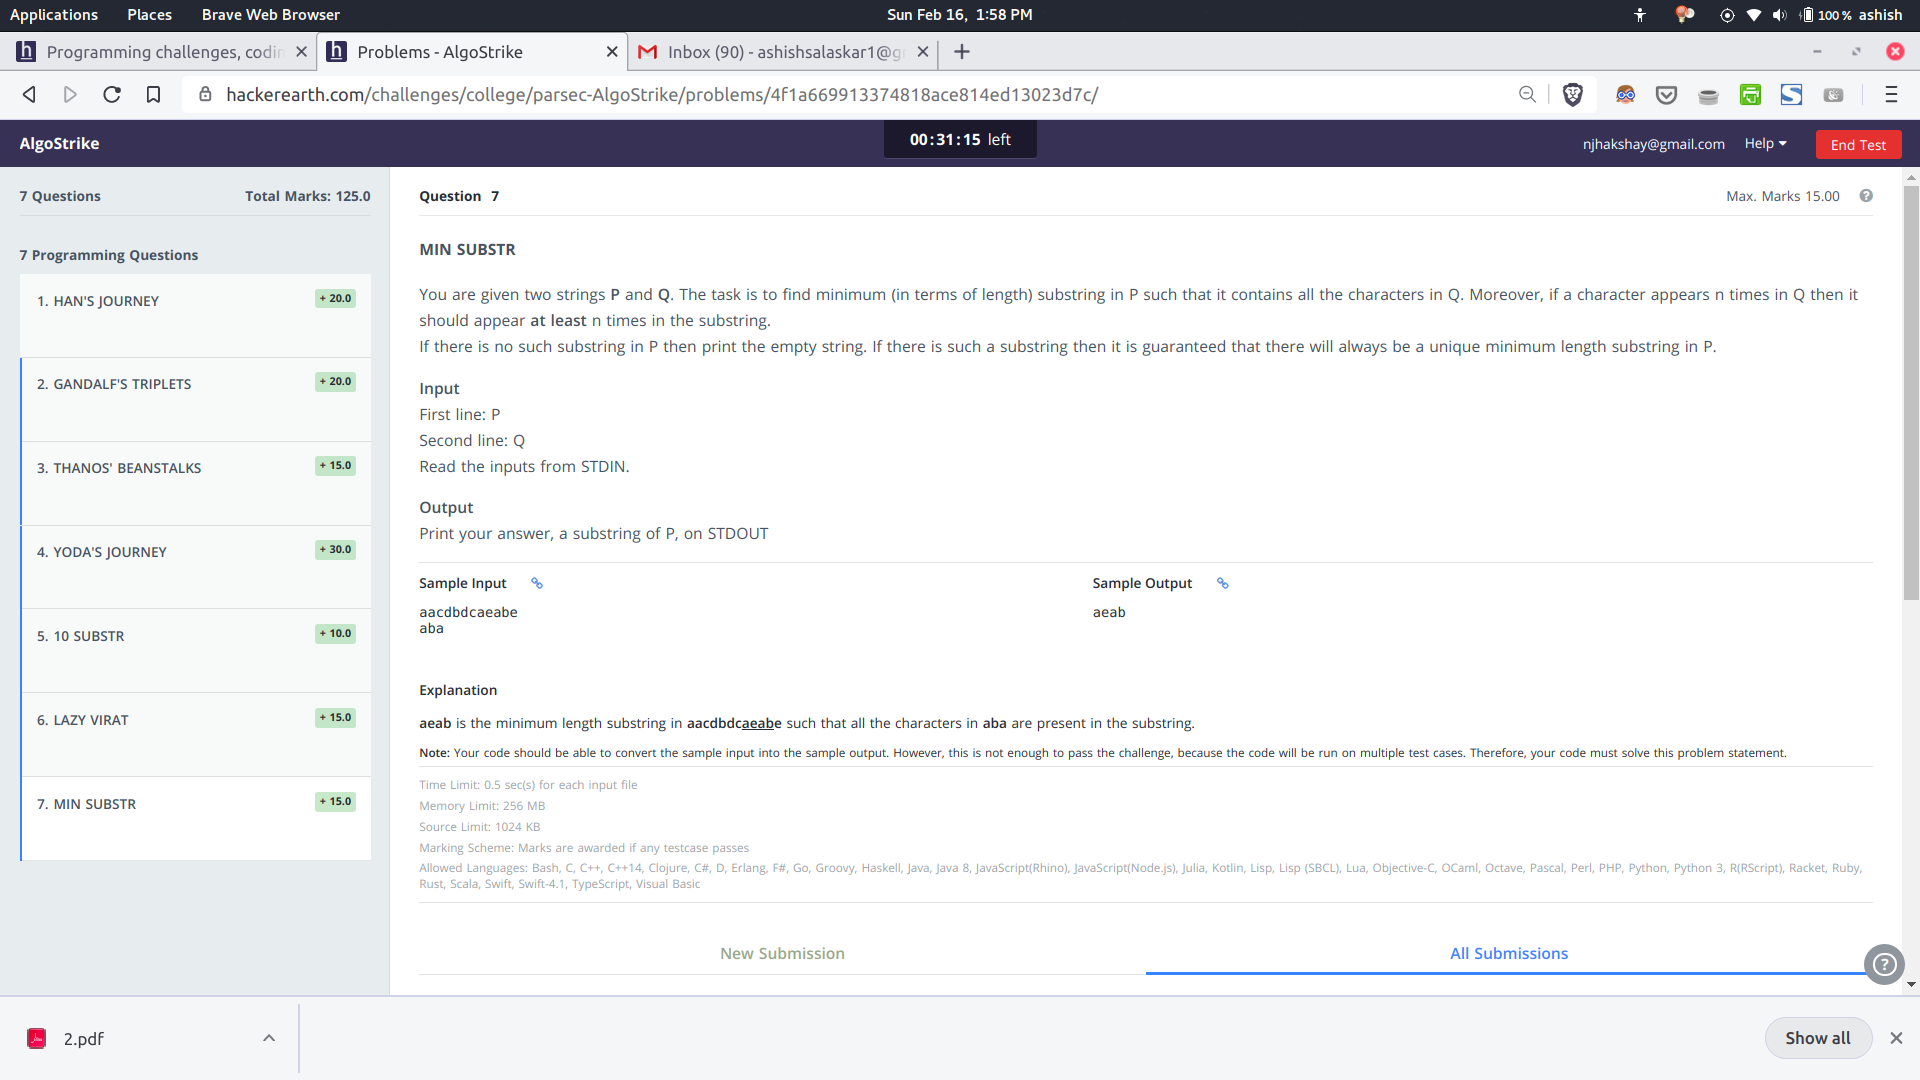 Applications Places Brave Web Browser Sun Feb 16, 1:58 PM 100 % ashish
Programming challenges, codin Problems - AlgoStrike Inbox (90) - ashishsalaskar1@g
hackerearth.com/challenges/college/parsec-AlgoStrike/problems/4f1a669913374818ace814ed13023d7c/
AlgoStrike 00:31:15 left njhakshay@gmail.com Help End Test
7 Questions Total Marks: 125.0
7 Programming Questions
1. HAN'S JOURNEY + 20.0
2. GANDALF'S TRIPLETS + 20.0
3. THANOS' BEANSTALKS + 15.0
4. YODA'S JOURNEY + 30.0
5. 10 SUBSTR + 10.0
6. LAZY VIRAT + 15.0
7. MIN SUBSTR + 15.0
Question 7 Max. Marks 15.00
MIN SUBSTR
You are given two strings P and Q. The task is to find minimum (in terms of length) substring in P such that it contains all the characters in Q. Moreover, if a character appears n times in Q then it
should appear at least n times in the substring.
If there is no such substring in P then print the empty string. If there is such a substring then it is guaranteed that there will always be a unique minimum length substring in P.
Input
First line: P
Second line: Q
Read the inputs from STDIN.
Output
Print your answer, a substring of P, on STDOUT
Sample Input Sample Output
aacdbdcaeabe aeab
aba
Explanation
aeab is the minimum length substring in aacdbdcaeabe such that all the characters in aba are present in the substring.
Note: Your code should be able to convert the sample input into the sample output. However, this is not enough to pass the challenge, because the code will be run on multiple test cases. Therefore, your code must solve this problem statement.
Time Limit: 0.5 sec(s) for each input file
Memory Limit: 256 MB
Source Limit: 1024 KB
Marking Scheme: Marks are awarded if any testcase passes
Allowed Languages: Bash, C, C++, C++14, Clojure, C#, D, Erlang, F#, Go, Groovy, Haskell, Java, Java 8, JavaScript(Rhino), JavaScript(Node.js), Julia, Kotlin, Lisp, Lisp (SBCL), Lua, Objective-C, OCaml, Octave, Pascal, Perl, PHP, Python, Python 3, R(RScript), Racket, Ruby,
Rust, Scala, Swift, Swift-4.1, TypeScript, Visual Basic
New Submission All Submissions
2.pdf Show all